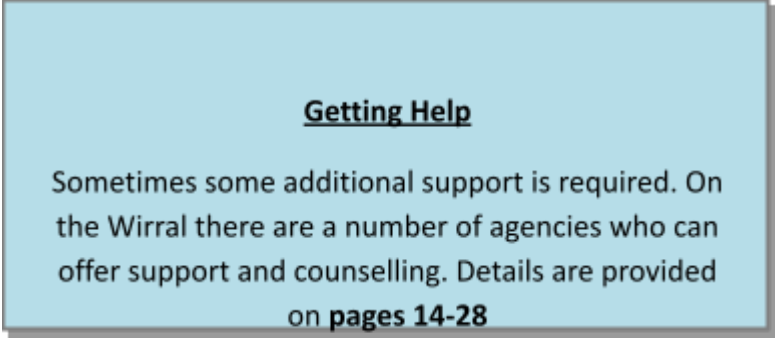 Getting Help
Sometimes some additional support is required. On
the Wirral there are a number of agencies who can
offer support and counselling. Details are provided
on pages 14-28